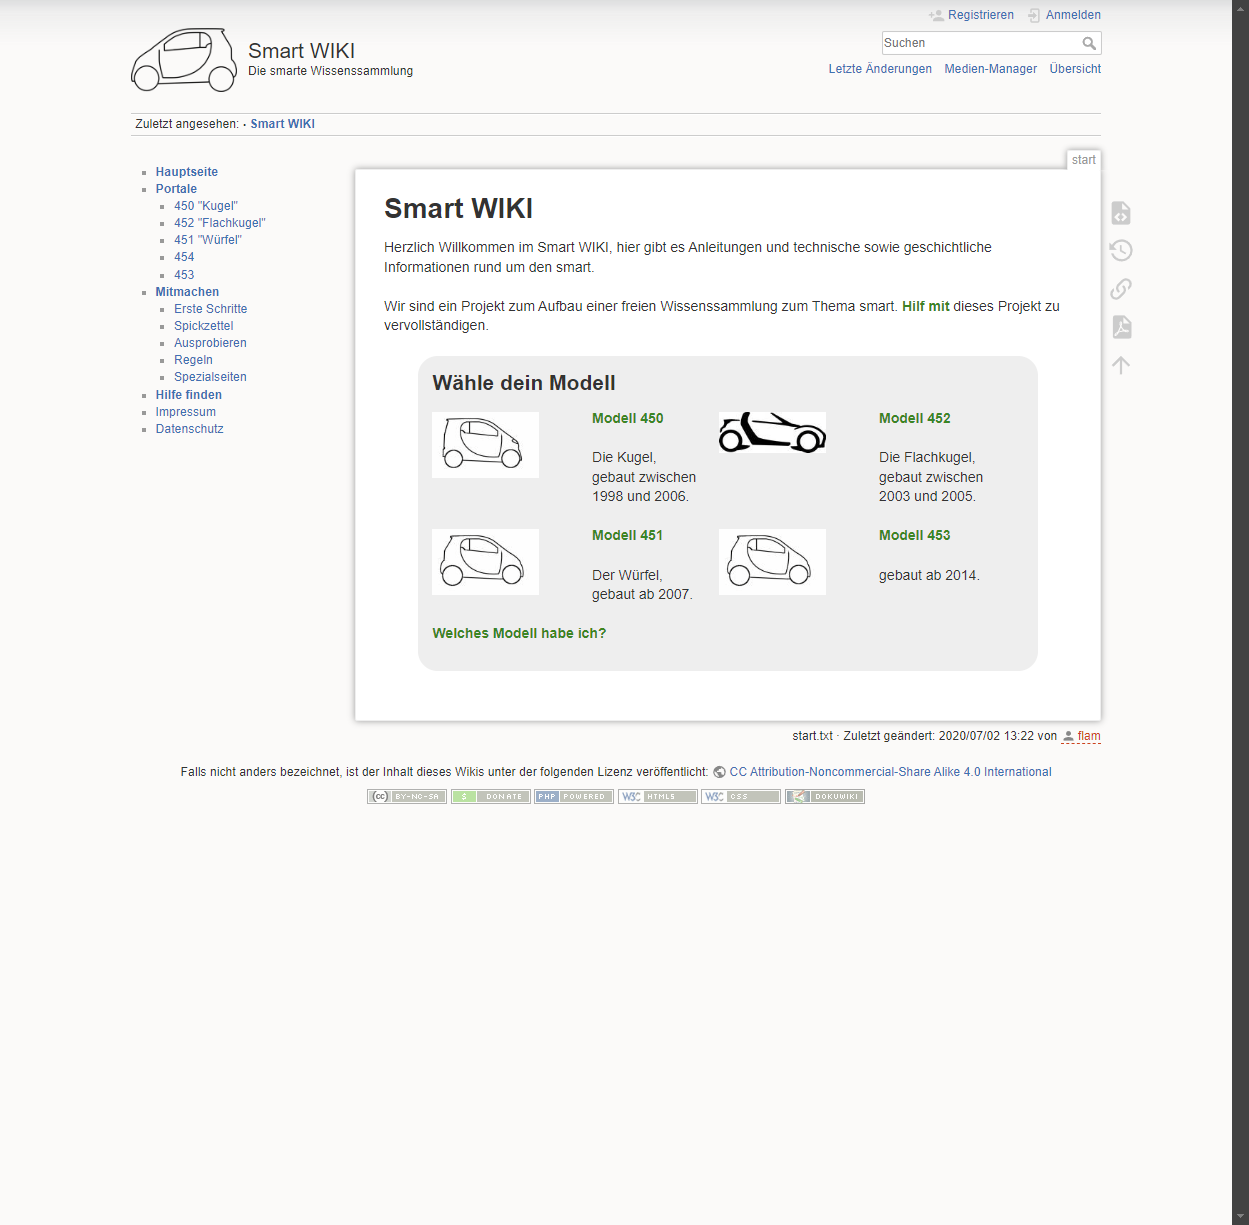 Registrieren Anmelden
Smart WIKI
Die smarte Wissenssammlung
Suchen
Letzte Änderungen Medien-Manager Übersicht
Zuletzt angesehen: • Smart WIKI
Hauptseite
Portale
450 "Kugel"
452 "Flachkugel"
451 "Würfel"
454
453
Mitmachen
Erste Schritte
Spickzettel
Ausprobieren
Regeln
Spezialseiten
Hilfe finden
Impressum
Datenschutz
start
Smart WIKI
Herzlich Willkommen im Smart WIKI, hier gibt es Anleitungen und technische sowie geschichtliche
Informationen rund um den smart.
Wir sind ein Projekt zum Aufbau einer freien Wissenssammlung zum Thema smart. Hilf mit dieses Projekt zu
vervollständigen.
Wähle dein Modell
Modell 450
Die Kugel,
gebaut zwischen
1998 und 2006.
Modell 452
Die Flachkugel,
gebaut zwischen
2003 und 2005.
Modell 451
Der Würfel,
gebaut ab 2007.
Modell 453
gebaut ab 2014.
Welches Modell habe ich?
start.txt · Zuletzt geändert: 2020/07/02 13:22 von flam
Falls nicht anders bezeichnet, ist der Inhalt dieses Wikis unter der folgenden Lizenz veröffentlicht: CC Attribution-Noncommercial-Share Alike 4.0 International
(cc) BY-NC-SA $ DONATE PHP POWERED W3C HTML5 W3C CSS DOKUWIKI